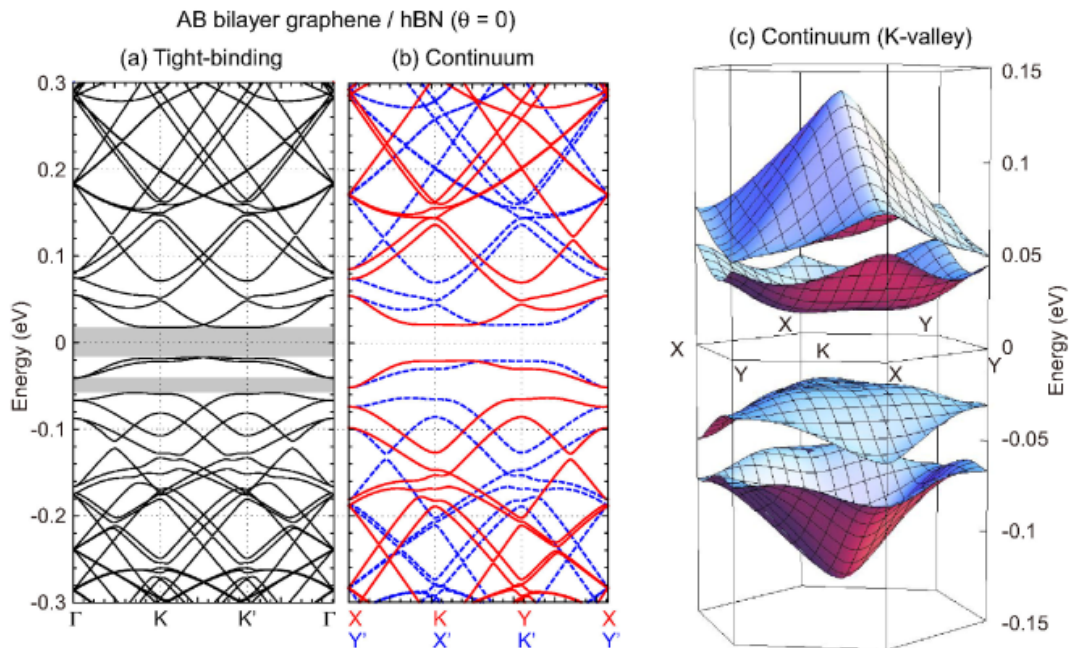 AB bilayer graphene / hBN (θ = 0)
(a) Tight-binding
(b) Continuum
(c) Continuum (K-valley)
Energy (eV)
0.3
0.2
0.1
0
-0.1
-0.2
-0.3
Γ K K' Γ
X K Y X
Y' X' K' Y'
0.15
0.1
0.05
0
-0.05
-0.1
-0.15
Energy (eV)
Energy (eV)
X Y
X K Y
Y X